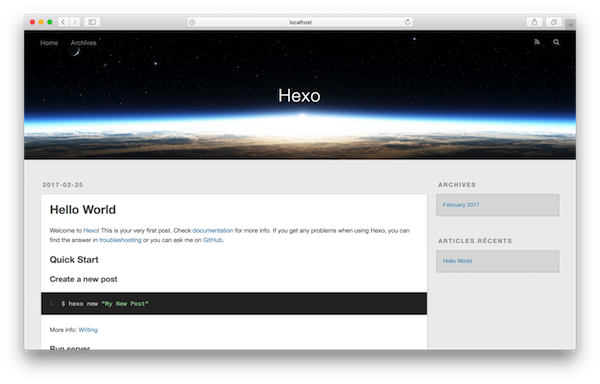 localhost
Home Archives
Hexo
2017-02-25
Hello World
Welcome to Hexo! This is your very first post. Check documentation for more info. If you get any problems when using Hexo, you can
find the answer in troubleshooting or you can ask me on GitHub.
Quick Start
Create a new post
1 $ hexo new "My New Post"
More info: Writing
Run server
ARCHIVES
February 2017
ARTICLES RÉCENTS
Hello World